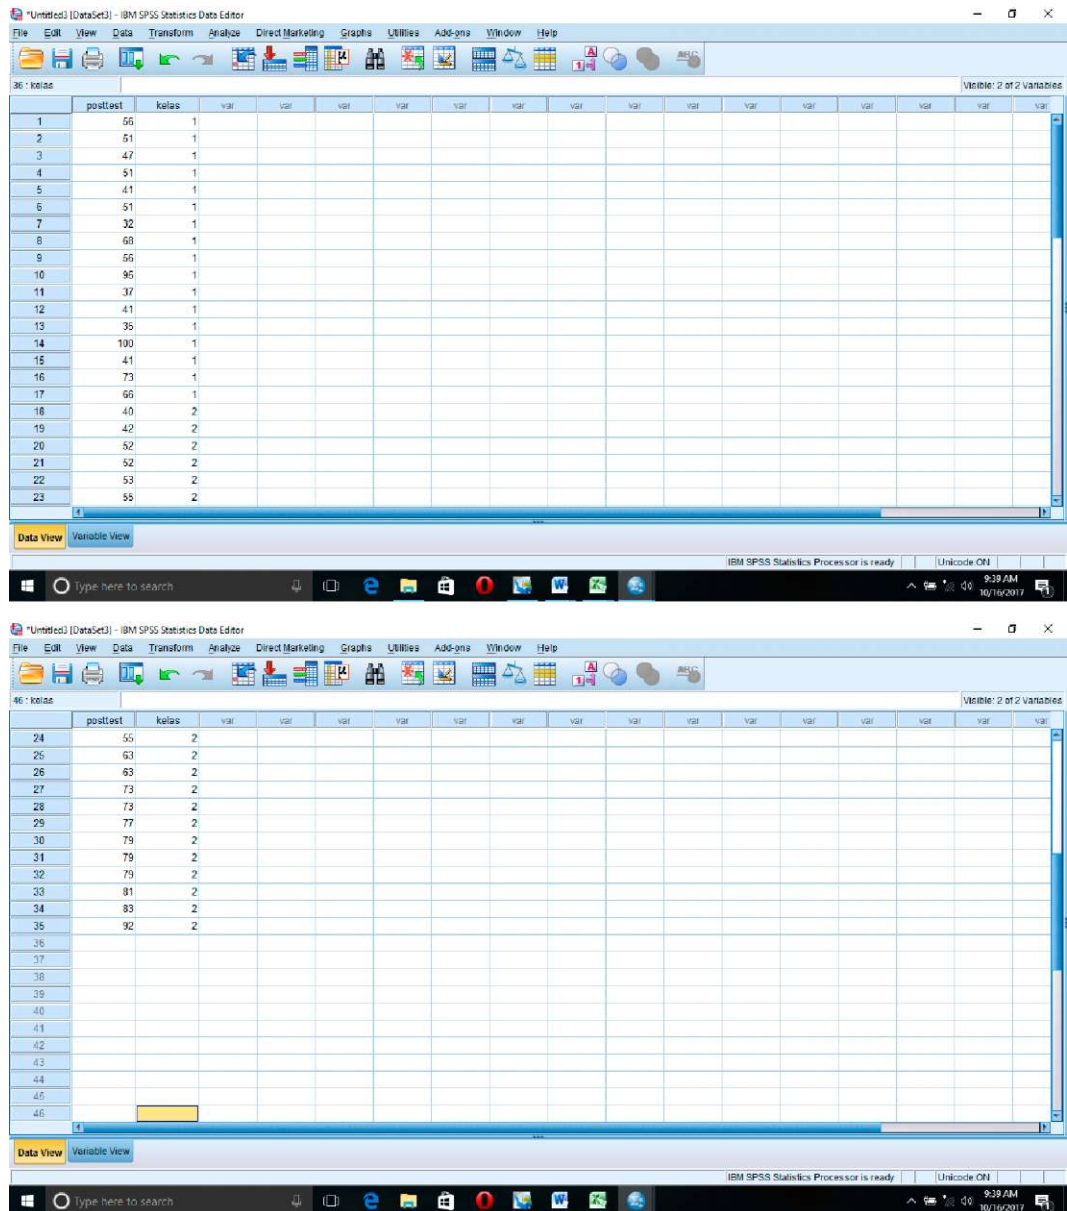 *Untitled3 [DataSet3] - IBM SPSS Statistics Data Editor
File Edit View Data Transform Analyze Direct Marketing Graphs Utilities Add-ons Window Help
36 : kelas Visible: 2 of 2 Variables
posttest kelas var var var var var var var var var var var var var var
1 56 1
2 51 1
3 47 1
4 51 1
5 41 1
6 51 1
7 32 1
8 68 1
9 56 1
10 95 1
11 37 1
12 41 1
13 35 1
14 100 1
15 41 1
16 73 1
17 66 1
18 40 2
19 42 2
20 52 2
21 52 2
22 53 2
23 55 2
Data View Variable View
IBM SPSS Statistics Processor is ready Unicode:ON
Type here to search 9:39 AM
10/16/2017
*Untitled3 [DataSet3] - IBM SPSS Statistics Data Editor
File Edit View Data Transform Analyze Direct Marketing Graphs Utilities Add-ons Window Help
46 : kelas Visible: 2 of 2 Variables
posttest kelas var var var var var var var var var var var var var var
24 55 2
25 63 2
26 63 2
27 73 2
28 73 2
29 77 2
30 79 2
31 79 2
32 79 2
33 81 2
34 83 2
35 92 2
36
37
38
39
40
41
42
43
44
45
46
Data View Variable View
IBM SPSS Statistics Processor is ready Unicode:ON
Type here to search 9:39 AM
10/16/2017